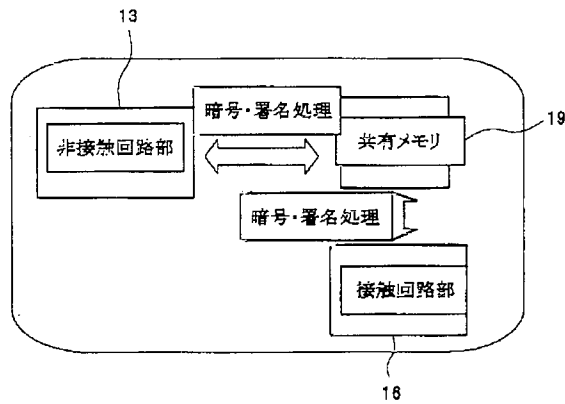 13
暗号・署名処理
非接触回路部
共有メモリ
19
暗号・署名処理
接触回路部
16